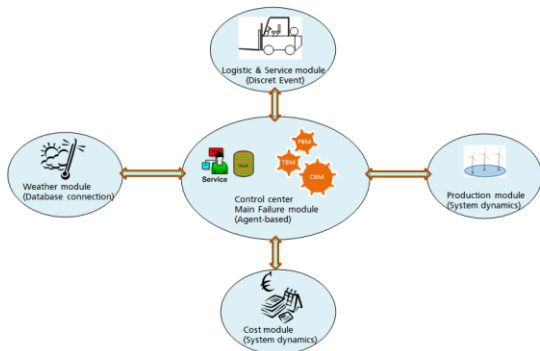 Logistic & Service module
(Discret Event)
FBM
TBM
CBM
Service
Control center
Main Failure module
(Agent-based)
Weather module
(Database connection)
Production module
(System dynamics)
€
Cost module
(System dynamics)